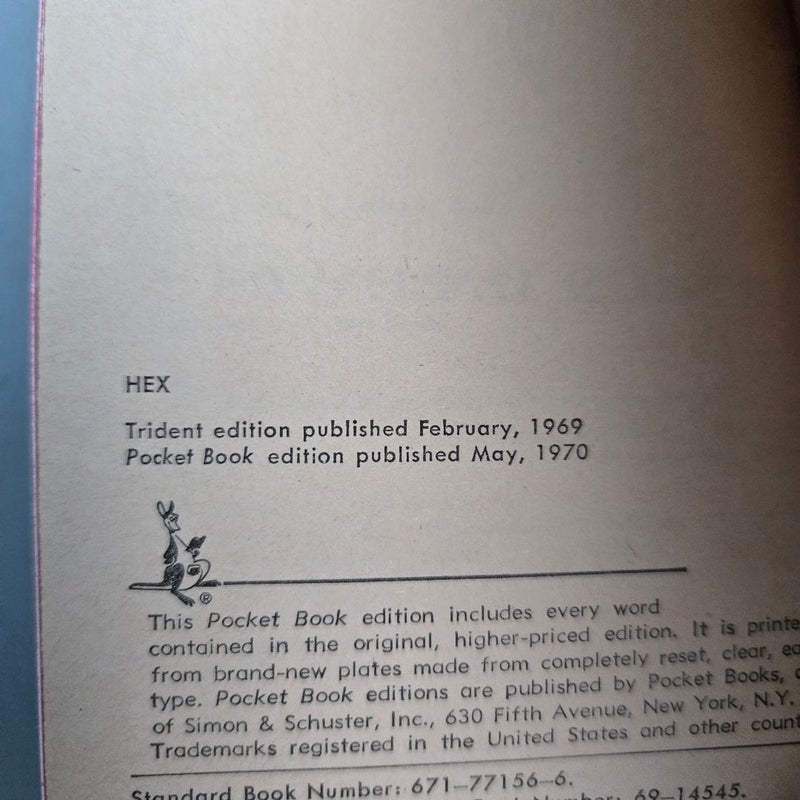 HEX
Trident edition published February, 1969
Pocket Book edition published May, 1970
®
This Pocket Book edition includes every word
contained in the original, higher-priced edition. It is printe
from brand-new plates made from completely reset, clear, ea
type. Pocket Book editions are published by Pocket Books,
of Simon & Schuster, Inc., 630 Fifth Avenue, New York, N.Y.
Trademarks registered in the United States and other count
Standard Book Number: 671-77156-6.
Number: 69-14545.